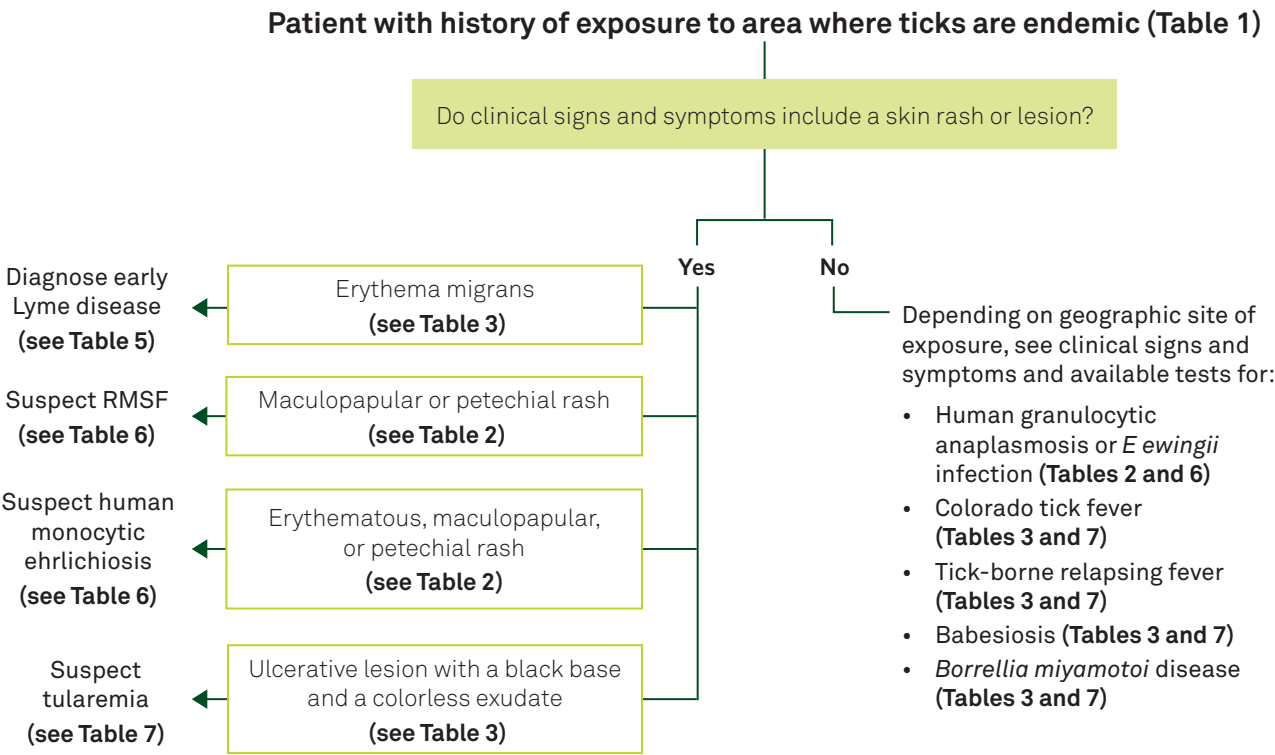 Patient with history of exposure to area where ticks are endemic (Table 1)
Do clinical signs and symptoms include a skin rash or lesion?
Yes
No
Diagnose early
Lyme disease
(see Table 5)
Erythema migrans
(see Table 3)
Suspect RMSF
(see Table 6)
Maculopapular or petechial rash
(see Table 2)
Suspect human
monocytic
ehrlichiosis
(see Table 6)
Erythematous, maculopapular,
or petechial rash
(see Table 2)
Suspect
tularemia
(see Table 7)
Ulcerative lesion with a black base
and a colorless exudate
(see Table 3)
Depending on geographic site of
exposure, see clinical signs and
symptoms and available tests for:
• Human granulocytic
anaplasmosis or E ewingii
infection (Tables 2 and 6)
• Colorado tick fever
(Tables 3 and 7)
• Tick-borne relapsing fever
(Tables 3 and 7)
• Babesiosis (Tables 3 and 7)
• Borrellia miyamotoi disease
(Tables 3 and 7)